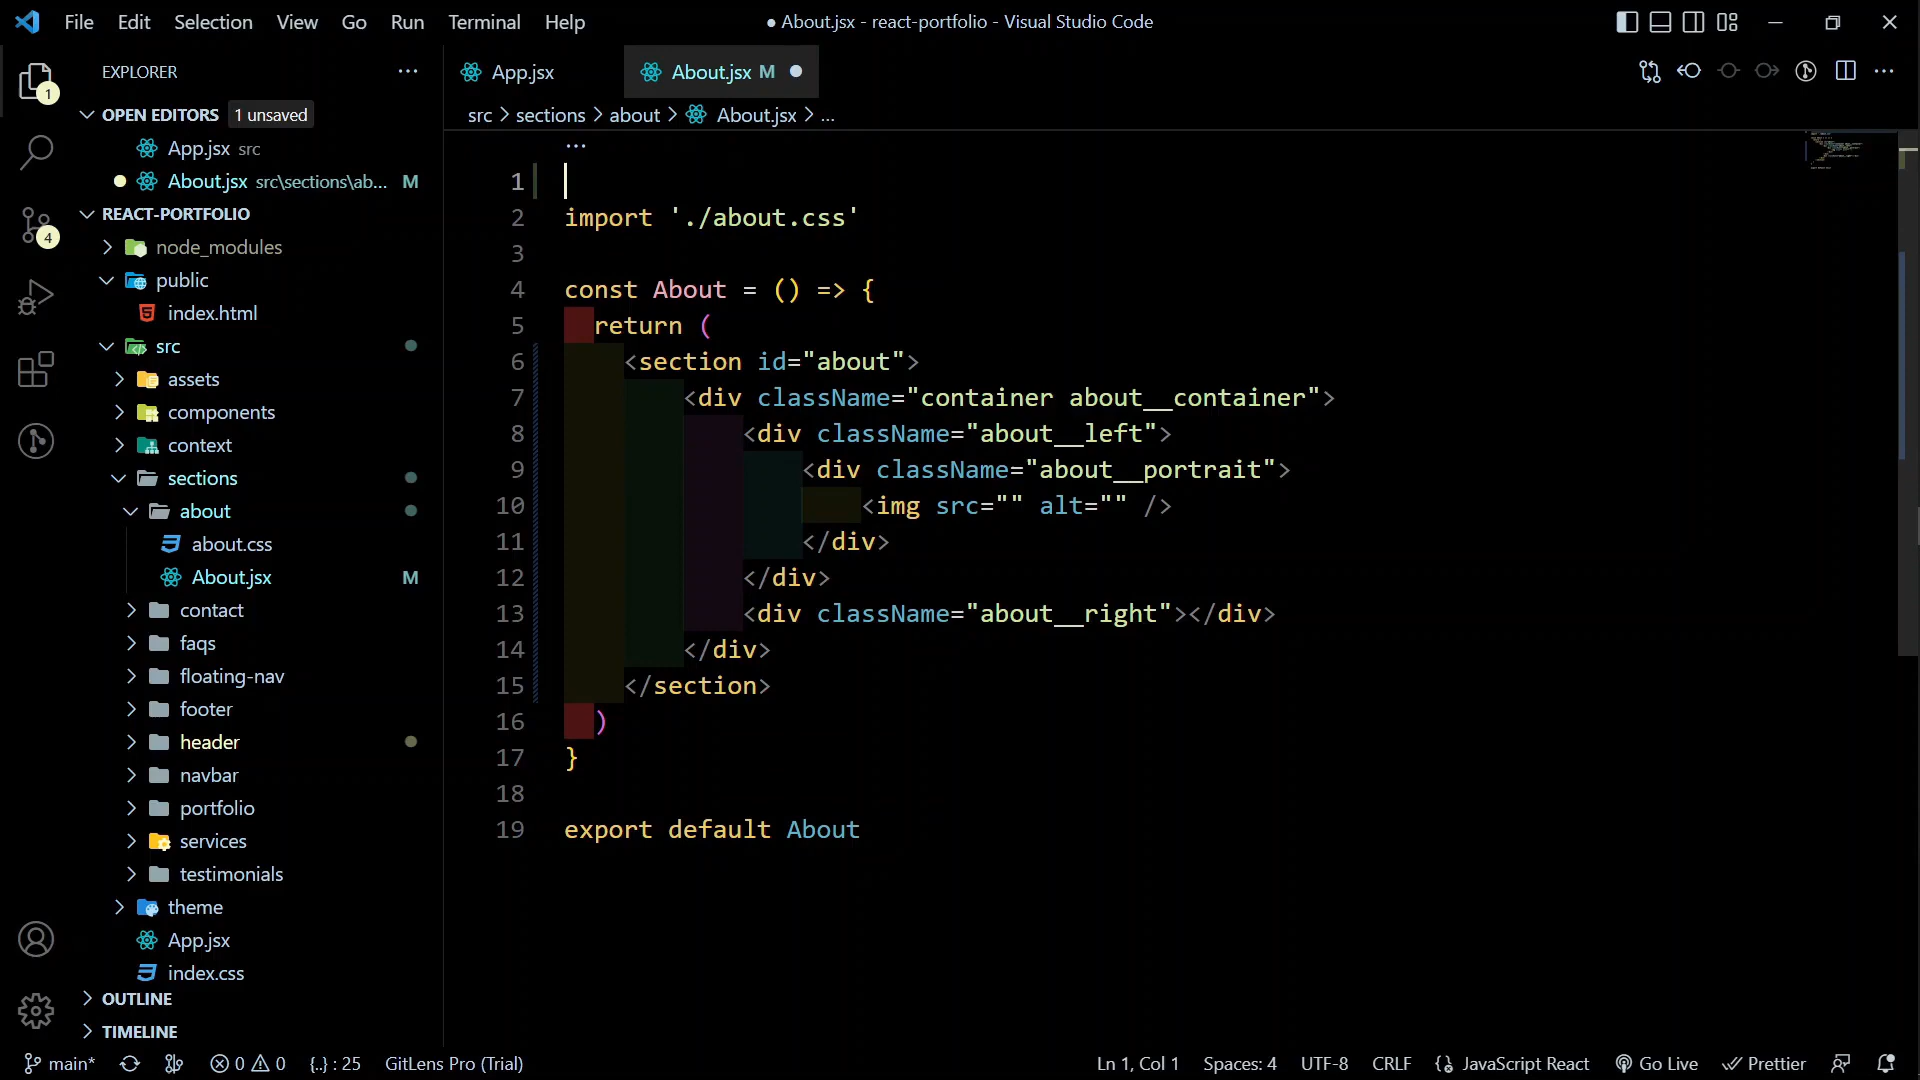 File Edit Selection View Go Run Terminal Help
● About.jsx - react-portfolio - Visual Studio Code
EXPLORER
OPEN EDITORS 1 unsaved
App.jsx src
About.jsx src\sections\ab... M
REACT-PORTFOLIO
node_modules
public
index.html
src
assets
components
context
sections
about
about.css
About.jsx M
contact
faqs
floating-nav
footer
header
navbar
portfolio
services
testimonials
theme
App.jsx
index.css
OUTLINE
TIMELINE
1
4
App.jsx
About.jsx M
src > sections > about > About.jsx > ...
...
1
2 import './about.css'
3
4 const About = () => {
5 return (
6 <section id="about">
7 <div className="container about__container">
8 <div className="about__left">
9 <div className="about__portrait">
10 <img src="" alt="" />
11 </div>
12 </div>
13 <div className="about__right"></div>
14 </div>
15 </section>
16 )
17 }
18
19 export default About
main* 0 0 {..} : 25 GitLens Pro (Trial)
Ln 1, Col 1 Spaces: 4 UTF-8 CRLF JavaScript React Go Live Prettier